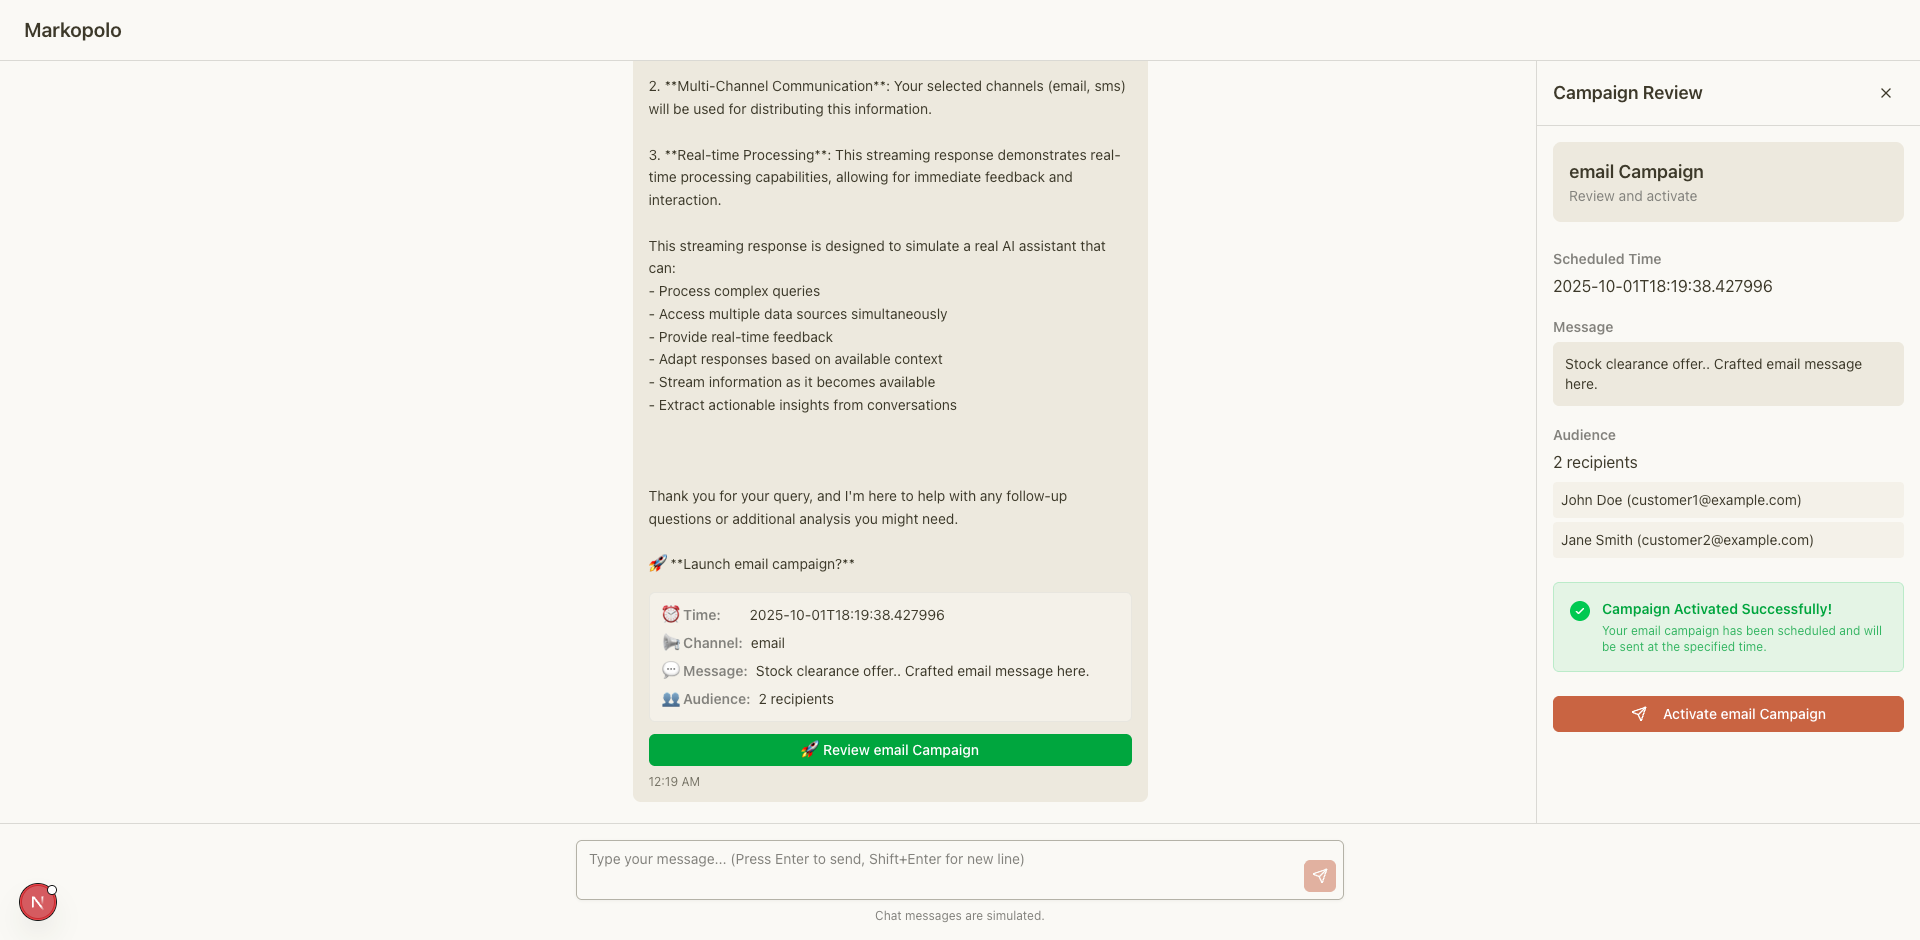 Markopolo
2. **Multi-Channel Communication**: Your selected channels (email, sms)
will be used for distributing this information.
3. **Real-time Processing**: This streaming response demonstrates real-
time processing capabilities, allowing for immediate feedback and
interaction.
This streaming response is designed to simulate a real AI assistant that
can:
- Process complex queries
- Access multiple data sources simultaneously
- Provide real-time feedback
- Adapt responses based on available context
- Stream information as it becomes available
- Extract actionable insights from conversations
Thank you for your query, and I'm here to help with any follow-up
questions or additional analysis you might need.
🚀 **Launch email campaign?**
⏰ Time: 2025-10-01T18:19:38.427996
📢 Channel: email
💬 Message: Stock clearance offer.. Crafted email message here.
👥 Audience: 2 recipients
🚀 Review email Campaign
12:19 AM
Type your message... (Press Enter to send, Shift+Enter for new line)
Chat messages are simulated.
N
Campaign Review
email Campaign
Review and activate
Scheduled Time
2025-10-01T18:19:38.427996
Message
Stock clearance offer.. Crafted email message
here.
Audience
2 recipients
John Doe (customer1@example.com)
Jane Smith (customer2@example.com)
Campaign Activated Successfully!
Your email campaign has been scheduled and will
be sent at the specified time.
Activate email Campaign